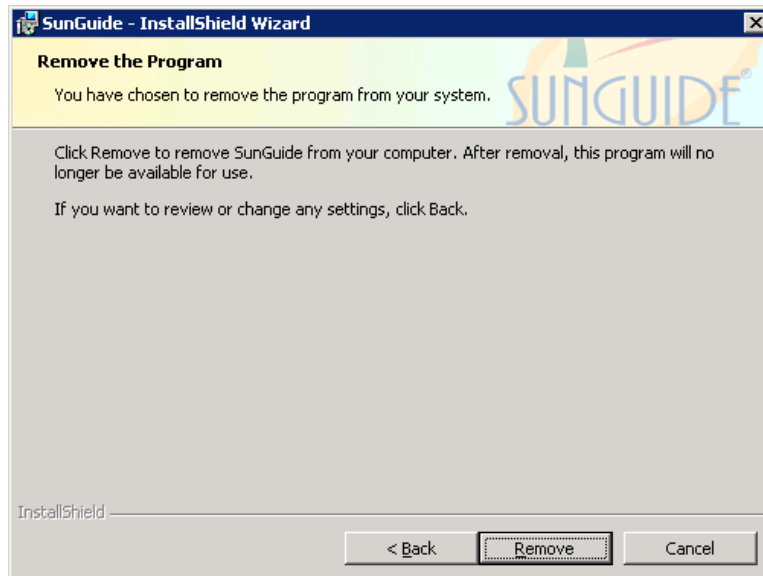 SunGuide - InstallShield Wizard
Remove the Program
You have chosen to remove the program from your system.
SUNGUIDE®
Click Remove to remove SunGuide from your computer. After removal, this program will no
longer be available for use.
If you want to review or change any settings, click Back.
InstallShield
< Back Remove Cancel